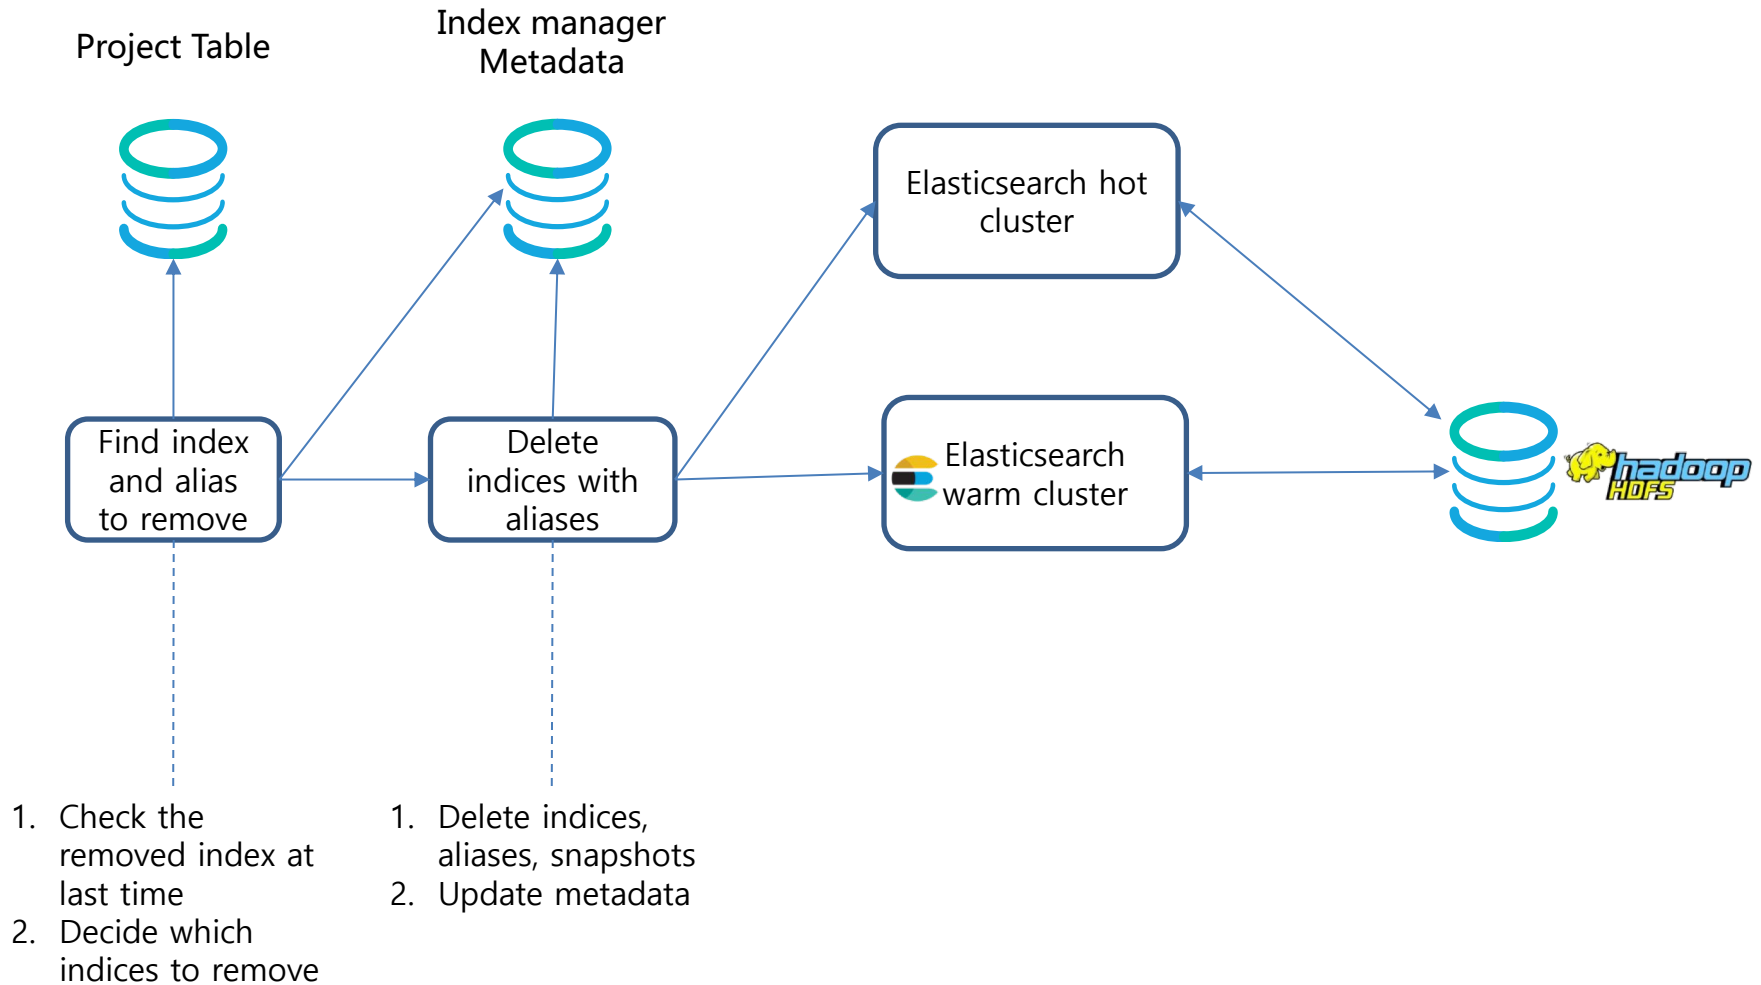 Project Table
Index manager
Metadata
Elasticsearch hot
cluster
Find index
and alias
to remove
Delete
indices with
aliases
Elasticsearch
warm cluster
hadoop
HDFS
1. Check the
removed index at
last time
2. Decide which
indices to remove
1. Delete indices,
aliases, snapshots
2. Update metadata